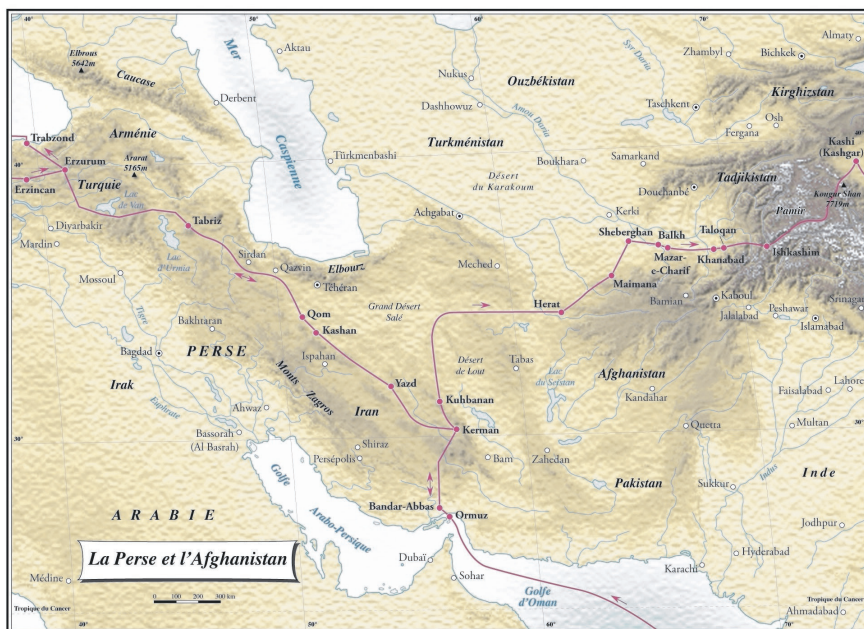 40°
50°
60°
70°
Elbrous
5642m
Caucase
Mer
Caspienne
Aktau
Derbent
Nukus
Dashhowuz
Ouzbékistan
Syr Daria
Amou Daria
Zhambyl
Bichkek
Almaty
Taschkent
Kirghizstan
Fergana
Osh
Kashi
(Kashgar)
40°
Trabzond
Arménie
Erzurum
Ararat
5165m
40°
Erzincan
Turquie
Lac
de Van
Turkménistan
Türkmenbashi
Boukhara
Samarkand
Désert
du Karakoum
Douchanbé
Tadjikistan
Kongur Shan
7719m
Pamir
Diyarbakir
Mardin
Tabriz
Lac
d'Urmia
Achgabat
Kerki
Sheberghan
Balkh
Taloqan
Mazar-
e-Charif
Khanabad
Ishkashim
Mossoul
Sirdan
Qazvin
Elbourz
Téhéran
Meched
Maimana
Bamian
Kaboul
Jalalabad
Peshawar
Srinagar
Islamabad
Tigre
Bakhtaran
Qom
Kashan
Grand Désert
Salé
Herat
Bagdad
PERSE
Ispahan
Désert
de Lout
Tabas
Lac
du Seistan
Afghanistan
Kandahar
Faisalabad
Lahore
Irak
Euphrate
Monts
Zagros
Yazd
Iran
Kuhbanan
Ahwaz
Bassorah
(Al Basrah)
30°
Kerman
Quetta
Multan
30°
Shiraz
Persépolis
Bam
Zahedan
Indus
Golfe
Arabo-Persique
Pakistan
Sukkur
Inde
ARABIE
Bandar-Abbas
Ormuz
Jodhpur
La Perse et l'Afghanistan
Dubaï
Sohar
Hyderabad
Karachi
Médine
0 100 200 300 km
Golfe
d'Oman
Tropique du Cancer
Tropique du Cancer
Ahmadabad
50°
60°
70°